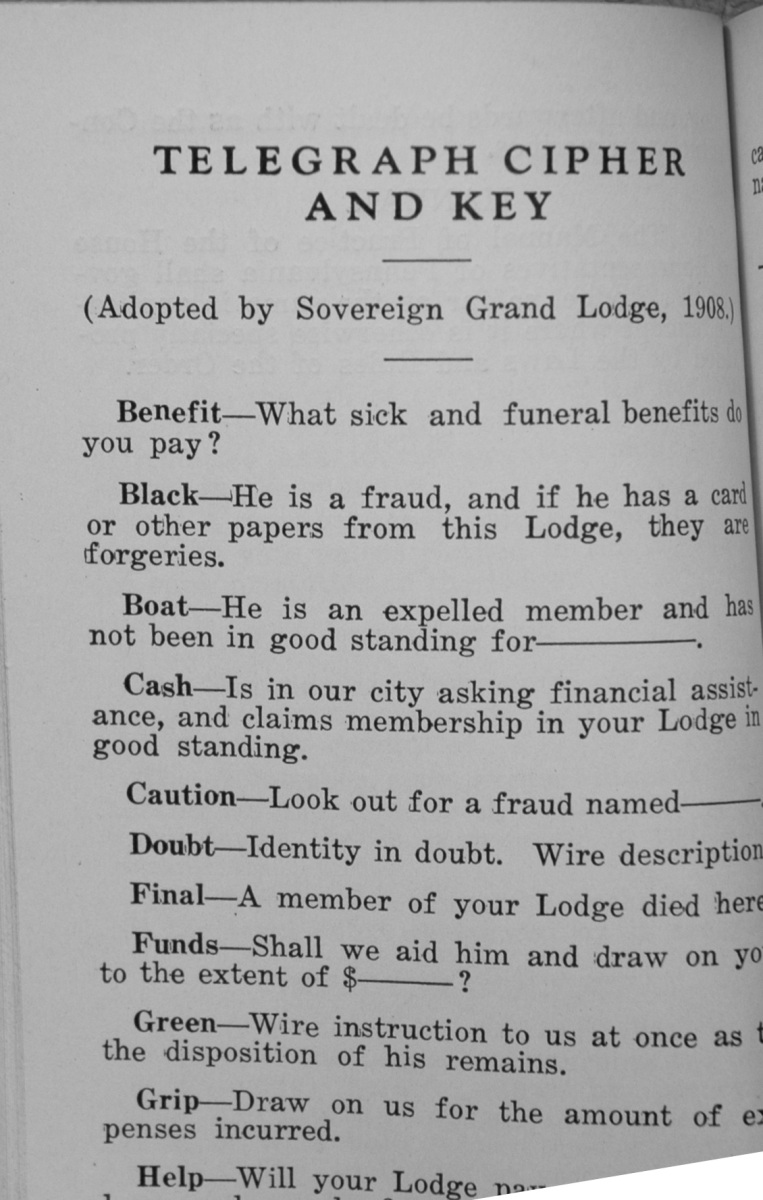 TELEGRAPH CIPHER
AND KEY
(Adopted by Sovereign Grand Lodge, 1908.)
Benefit—What sick and funeral benefits do
you pay?
Black—He is a fraud, and if he has a card
or other papers from this Lodge, they are
forgeries.
Boat—He is an expelled member and has
not been in good standing for————.
Cash—Is in our city asking financial assist-
ance, and claims membership in your Lodge in
good standing.
Caution—Look out for a fraud named———.
Doubt—Identity in doubt. Wire description
Final—A member of your Lodge died here
Funds—Shall we aid him and draw on yo
to the extent of $———?
Green—Wire instruction to us at once as t
the disposition of his remains.
Grip—Draw on us for the amount of ex
penses incurred.
Help—Will your Lodge pay